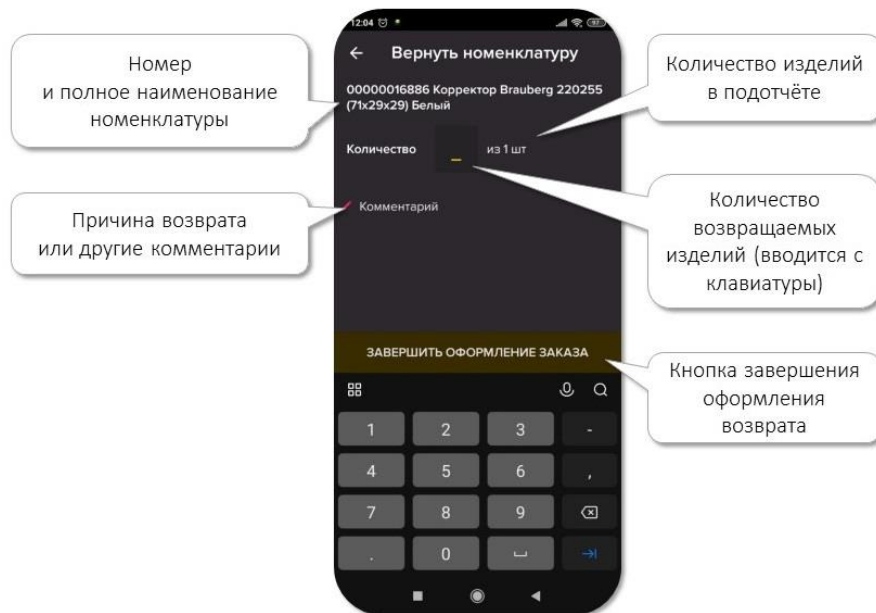 12:04
97
Вернуть номенклатуру
00000016886 Корректор Brauberg 220255
(71x29x29) Белый
Количество
_
из 1 шт
Комментарий
ЗАВЕРШИТЬ ОФОРМЛЕНИЕ ЗАКАЗА
1 2 3 -
4 5 6 ,
7 8 9
. 0
Номер
и полное наименование
номенклатуры
Причина возврата
или другие комментарии
Количество изделий
в подотчёте
Количество
возвращаемых
изделий (вводится с
клавиатуры)
Кнопка завершения
оформления
возврата